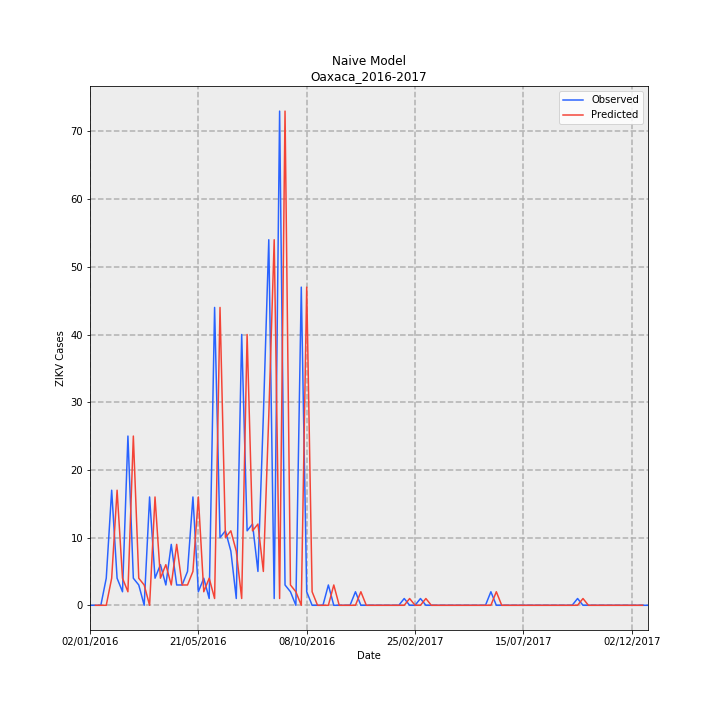 Naive Model
Oaxaca_2016-2017
Observed
Predicted
70
60
50
40
30
20
10
0
ZIKV Cases
02/01/2016 21/05/2016 08/10/2016 25/02/2017 15/07/2017 02/12/2017
Date